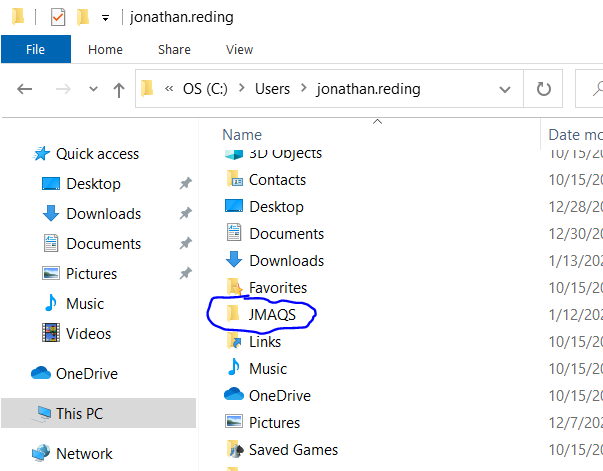 jonathan.reding
File
Home
Share
View
« OS (C:) > Users > jonathan.reding
Name
Date mo
Quick access
Desktop
Downloads
Documents
Pictures
Music
Videos
OneDrive
This PC
Network
3D Objects 10/15/20
Contacts 10/15/20
Desktop 12/28/20
Documents 12/30/20
Downloads 1/13/202
Favorites 10/15/20
JMAQS 1/12/202
Links 10/15/20
Music 10/15/20
OneDrive 10/15/20
Pictures 12/7/202
Saved Games 10/15/20